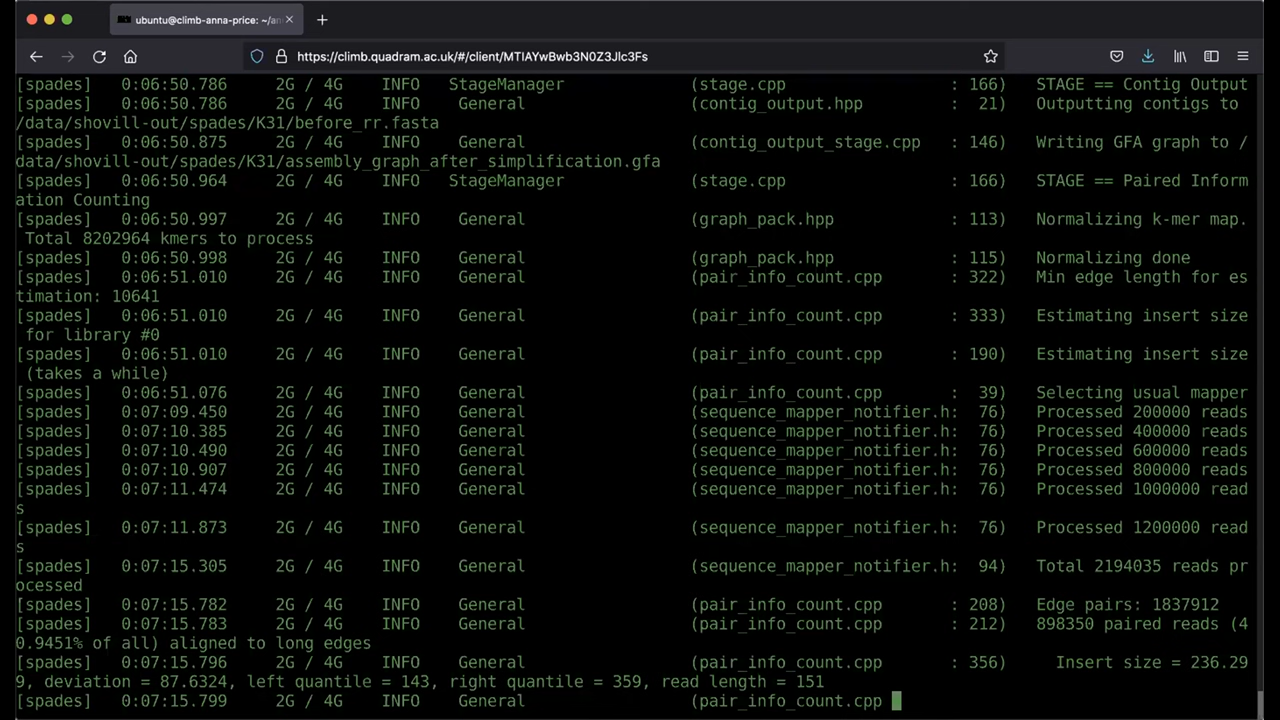 ubuntu@climb-anna-price: ~/an
https://climb.quadram.ac.uk/#/client/MTIAYwBwb3N0Z3Jlc3Fs
[spades] 0:06:50.786 2G / 4G INFO StageManager (stage.cpp : 166) STAGE == Contig Output
[spades] 0:06:50.786 2G / 4G INFO General (contig_output.hpp : 21) Outputting contigs to
/data/shovill-out/spades/K31/before_rr.fasta
[spades] 0:06:50.875 2G / 4G INFO General (contig_output_stage.cpp : 146) Writing GFA graph to /
data/shovill-out/spades/K31/assembly_graph_after_simplification.gfa
[spades] 0:06:50.964 2G / 4G INFO StageManager (stage.cpp : 166) STAGE == Paired Inform
ation Counting
[spades] 0:06:50.997 2G / 4G INFO General (graph_pack.hpp : 113) Normalizing k-mer map.
Total 8202964 kmers to process
[spades] 0:06:50.998 2G / 4G INFO General (graph_pack.hpp : 115) Normalizing done
[spades] 0:06:51.010 2G / 4G INFO General (pair_info_count.cpp : 322) Min edge length for es
timation: 10641
[spades] 0:06:51.010 2G / 4G INFO General (pair_info_count.cpp : 333) Estimating insert size
for library #0
[spades] 0:06:51.010 2G / 4G INFO General (pair_info_count.cpp : 190) Estimating insert size
(takes a while)
[spades] 0:06:51.076 2G / 4G INFO General (pair_info_count.cpp : 39) Selecting usual mapper
[spades] 0:07:09.450 2G / 4G INFO General (sequence_mapper_notifier.h: 76) Processed 200000 reads
[spades] 0:07:10.385 2G / 4G INFO General (sequence_mapper_notifier.h: 76) Processed 400000 reads
[spades] 0:07:10.490 2G / 4G INFO General (sequence_mapper_notifier.h: 76) Processed 600000 reads
[spades] 0:07:10.907 2G / 4G INFO General (sequence_mapper_notifier.h: 76) Processed 800000 reads
[spades] 0:07:11.474 2G / 4G INFO General (sequence_mapper_notifier.h: 76) Processed 1000000 read
s
[spades] 0:07:11.873 2G / 4G INFO General (sequence_mapper_notifier.h: 76) Processed 1200000 read
s
[spades] 0:07:15.305 2G / 4G INFO General (sequence_mapper_notifier.h: 94) Total 2194035 reads pr
ocessed
[spades] 0:07:15.782 2G / 4G INFO General (pair_info_count.cpp : 208) Edge pairs: 1837912
[spades] 0:07:15.783 2G / 4G INFO General (pair_info_count.cpp : 212) 898350 paired reads (4
0.9451% of all) aligned to long edges
[spades] 0:07:15.796 2G / 4G INFO General (pair_info_count.cpp : 356) Insert size = 236.29
9, deviation = 87.6324, left quantile = 143, right quantile = 359, read length = 151
[spades] 0:07:15.799 2G / 4G INFO General (pair_info_count.cpp